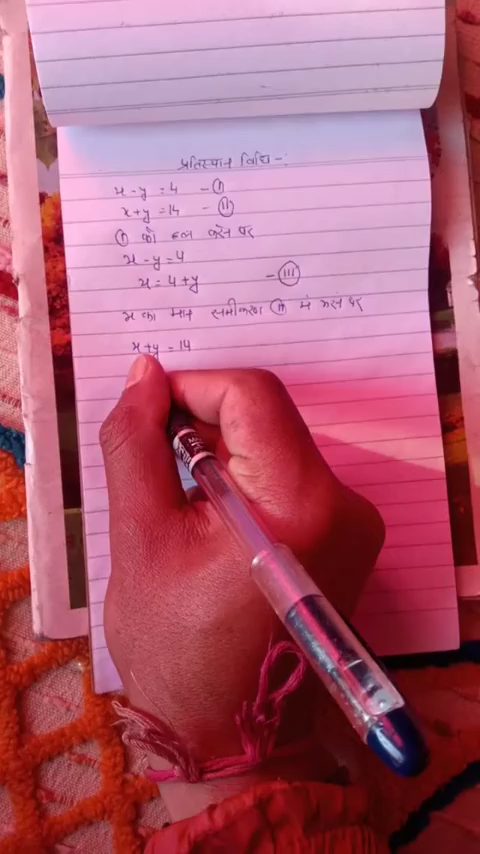 प्रतिस्थापन विधि -:
x - y = 4 - (I)
x + y = 14 - (II)
(I) को हल करने पर
x - y = 4
x = 4 + y - (III)
x का मान समीकरण (II) में रखने पर
x + y = 14